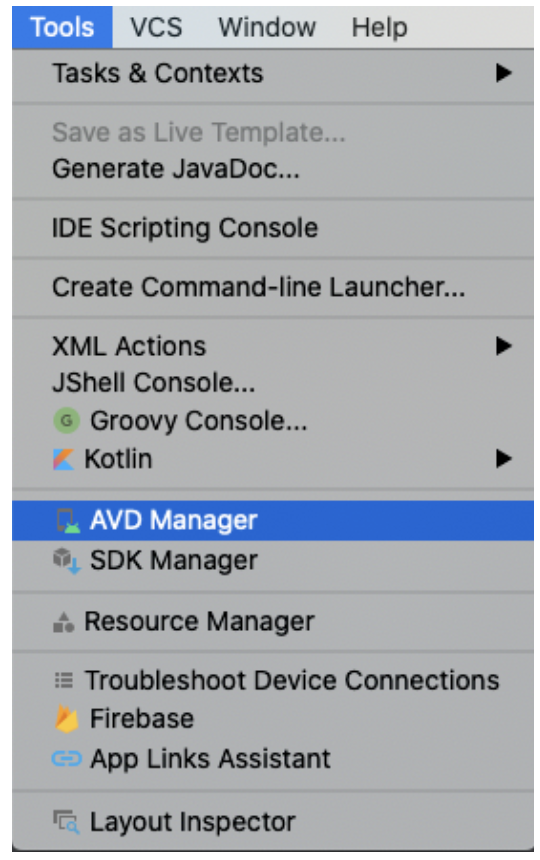 Tools VCS Window Help
Tasks & Contexts
Save as Live Template...
Generate JavaDoc...
IDE Scripting Console
Create Command-line Launcher...
XML Actions
JShell Console...
G Groovy Console...
Kotlin
AVD Manager
SDK Manager
Resource Manager
Troubleshoot Device Connections
Firebase
App Links Assistant
Layout Inspector